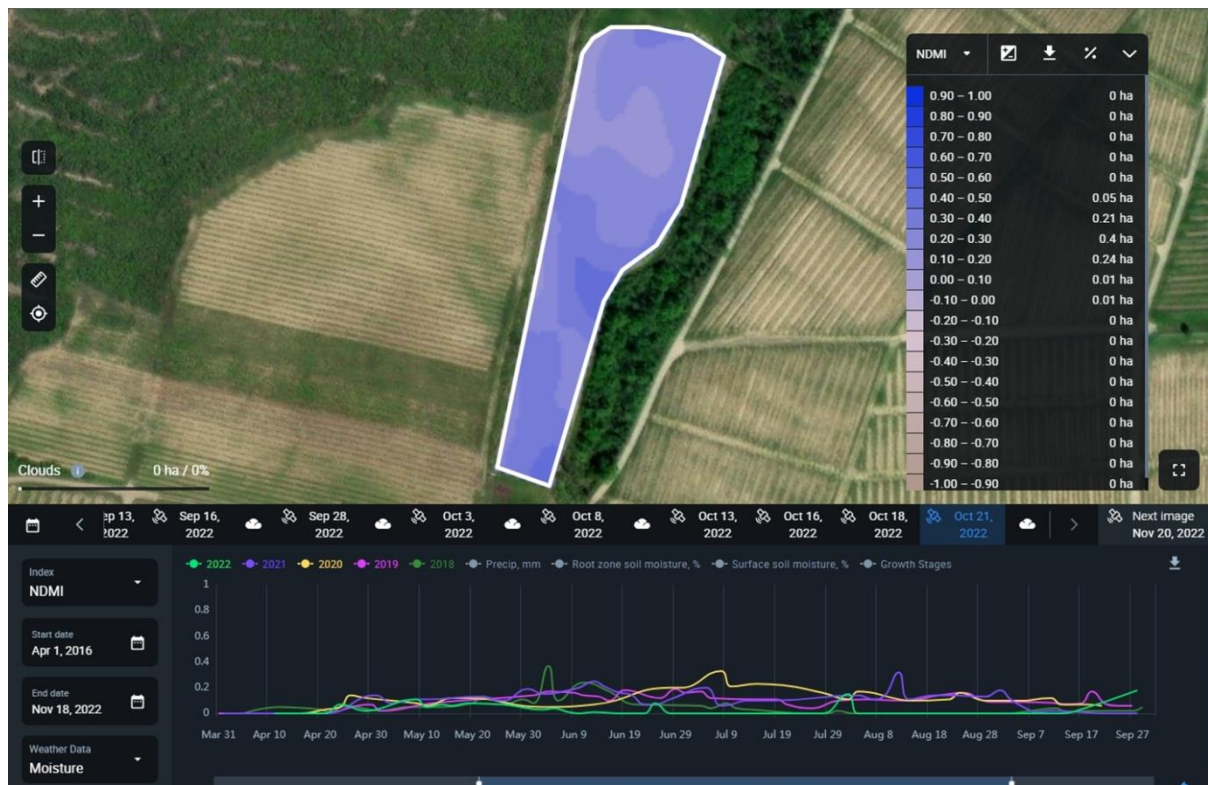 NDMI
0.90 – 1.00 0 ha
0.80 – 0.90 0 ha
0.70 – 0.80 0 ha
0.60 – 0.70 0 ha
0.50 – 0.60 0 ha
0.40 – 0.50 0.05 ha
0.30 – 0.40 0.21 ha
0.20 – 0.30 0.4 ha
0.10 – 0.20 0.24 ha
0.00 – 0.10 0.01 ha
-0.10 – 0.00 0.01 ha
-0.20 – -0.10 0 ha
-0.30 – -0.20 0 ha
-0.40 – -0.30 0 ha
-0.50 – -0.40 0 ha
-0.60 – -0.50 0 ha
-0.70 – -0.60 0 ha
-0.80 – -0.70 0 ha
-0.90 – -0.80 0 ha
-1.00 – -0.90 0 ha
Clouds i 0 ha / 0%
ep 13, Sep 16, Sep 28, Oct 3, Oct 8, Oct 13, Oct 16, Oct 18, Oct 21, Next image
2022 2022 2022 2022 2022 2022 2022 2022 2022 Nov 20, 2022
2022 2021 2020 2019 2018 Precip, mm Root zone soil moisture, % Surface soil moisture, % Growth Stages
Index
NDMI
Start date
Apr 1, 2016
End date
Nov 18, 2022
Weather Data
Moisture
1
0.8
0.6
0.4
0.2
0
Mar 31 Apr 10 Apr 20 Apr 30 May 10 May 20 May 30 Jun 9 Jun 19 Jun 29 Jul 9 Jul 19 Jul 29 Aug 8 Aug 18 Aug 28 Sep 7 Sep 17 Sep 27